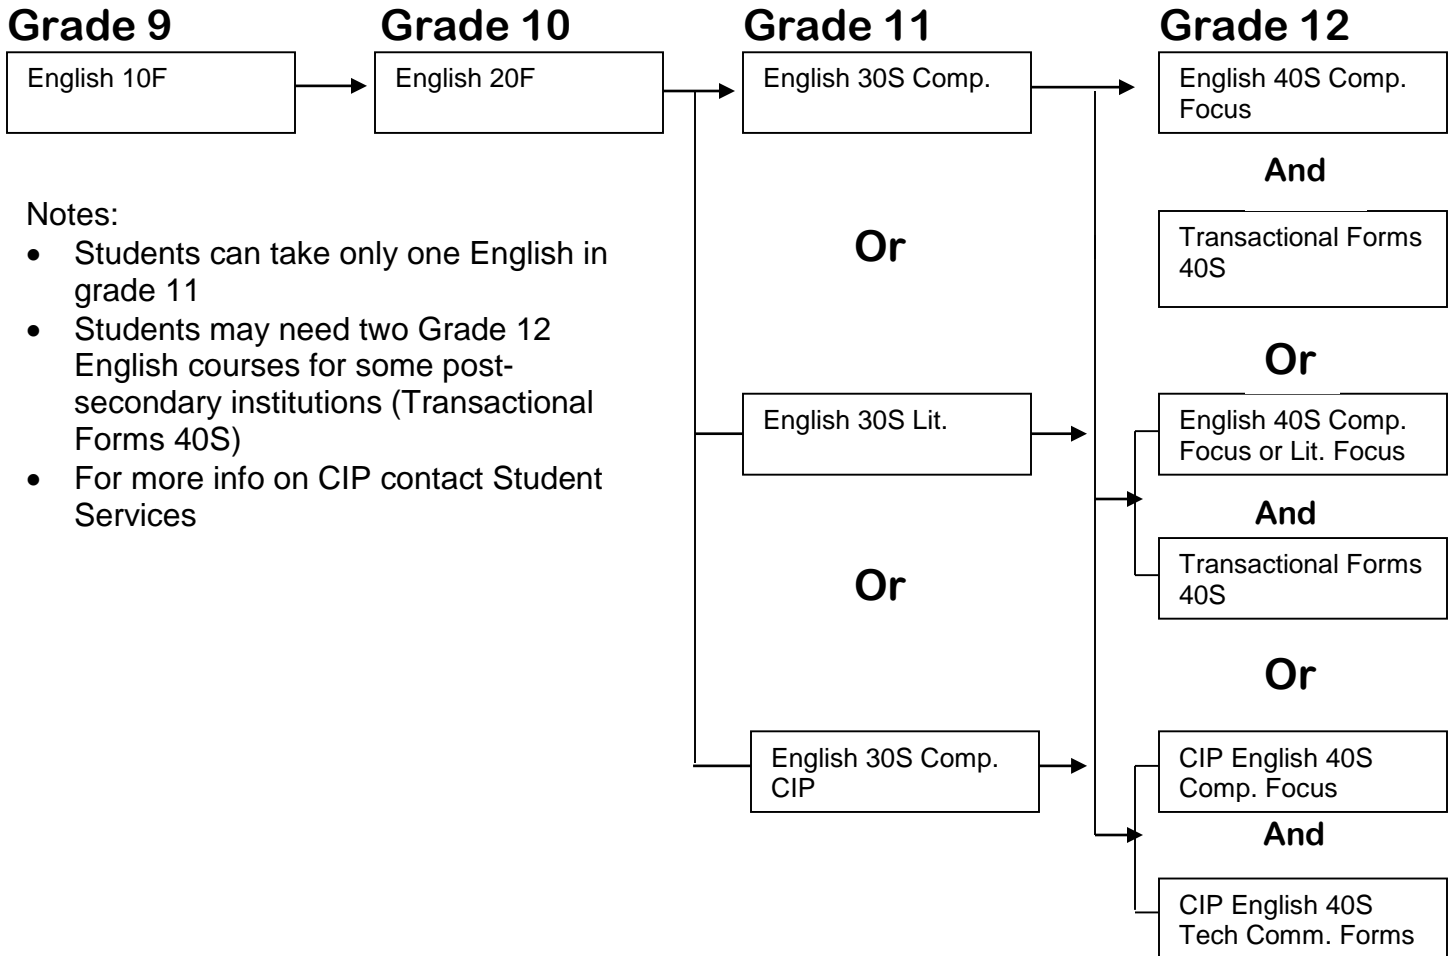 Grade 9
Grade 10
Grade 11
Grade 12
English 10F
English 20F
English 30S Comp.
English 40S Comp.
Focus
And
Transactional Forms
40S
Notes:
• Students can take only one English in
grade 11
• Students may need two Grade 12
English courses for some post-
secondary institutions (Transactional
Forms 40S)
• For more info on CIP contact Student
Services
Or
Or
English 30S Lit.
English 40S Comp.
Focus or Lit. Focus
And
Transactional Forms
40S
Or
Or
English 30S Comp.
CIP
CIP English 40S
Comp. Focus
And
CIP English 40S
Tech Comm. Forms